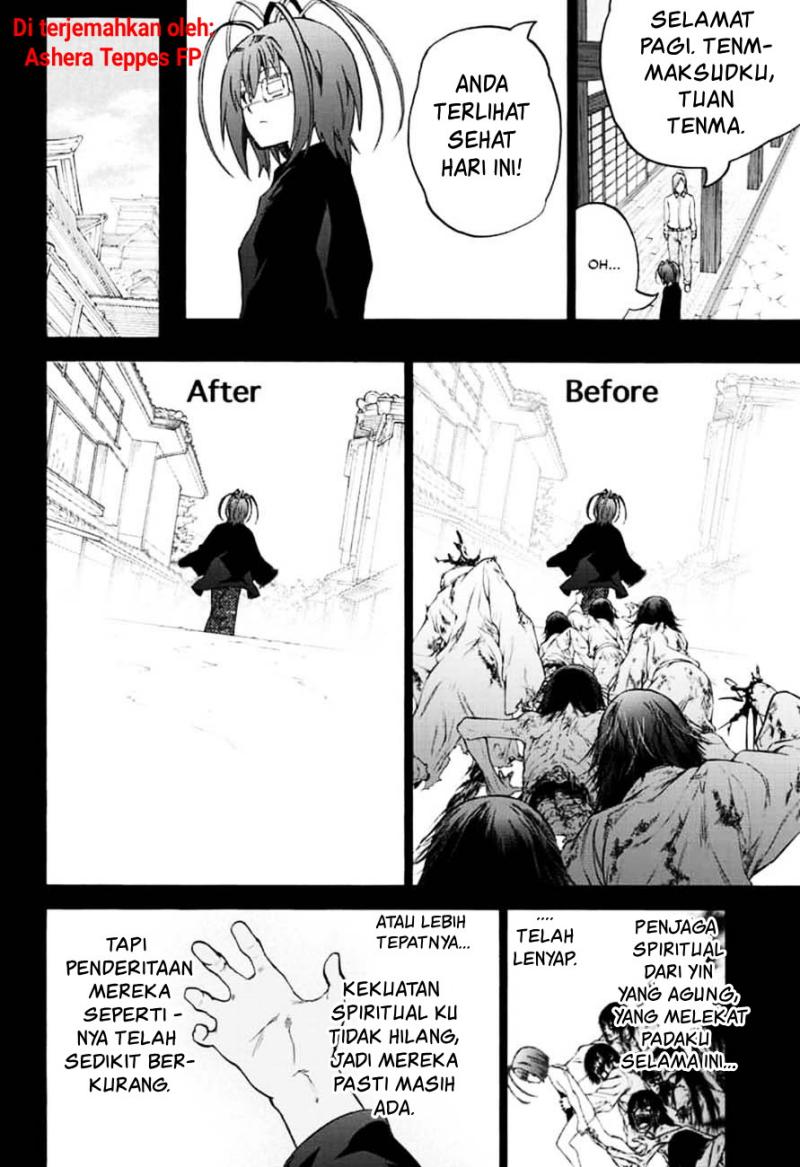 Di terjemahkan oleh:
Ashera Teppes FP
SELAMAT
PAGI. TENM-
MAKSUDKU,
TUAN
TENMA.
OH...
ANDA
TERLIHAT
SEHAT
HARI INI!
Before
After
PENJAGA
SPIRITUAL
DARI YIN
YANG AGUNG,
YANG MELEKAT
PADAKU
SELAMA INI...
....
TELAH
LENYAP.
ATAU LEBIH
TEPATNYA...
KEKUATAN
SPIRITUAL KU
TIDAK HILANG,
JADI MEREKA
PASTI MASIH
ADA.
TAPI
PENDERITAAN
MEREKA
SEPERTI -
NYA TELAH
SEDIKIT BER-
KURANG.